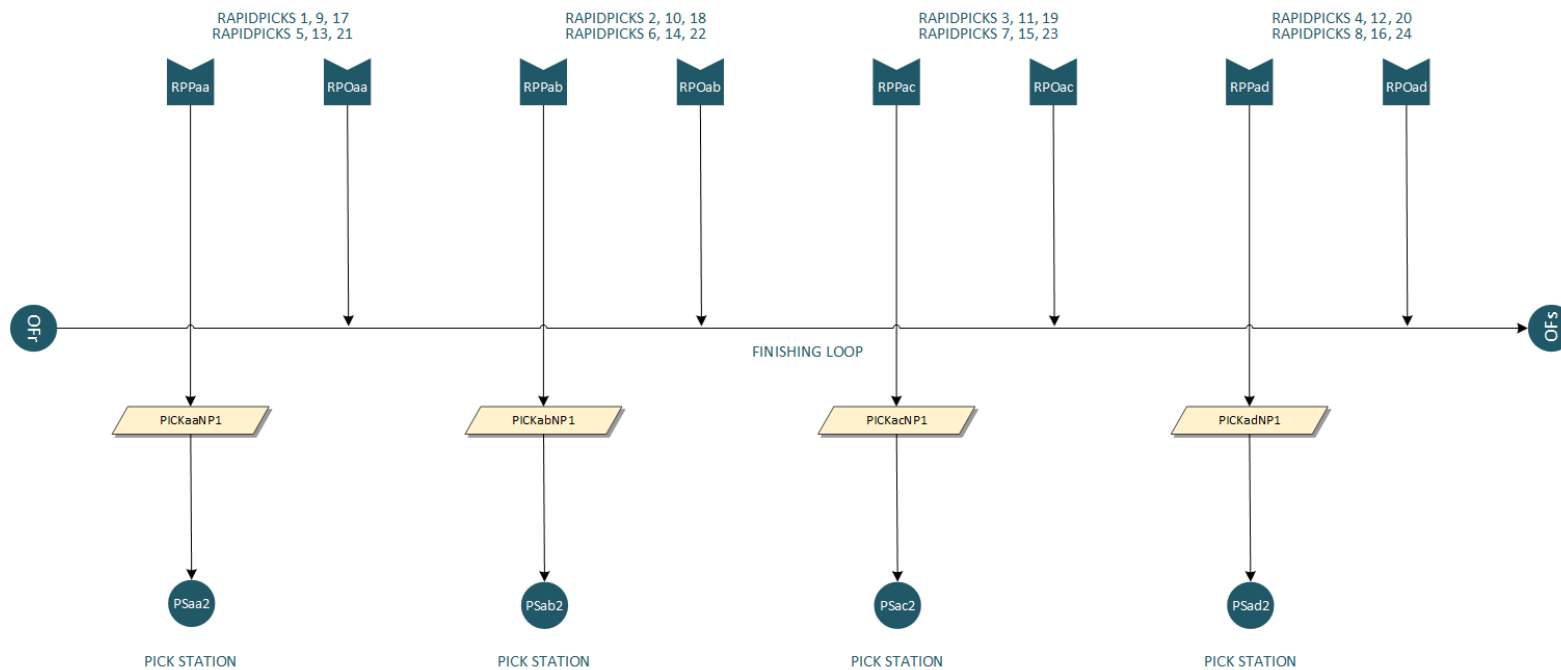 RAPIDPICKS 1, 9, 17
RAPIDPICKS 5, 13, 21
RAPIDPICKS 2, 10, 18
RAPIDPICKS 6, 14, 22
RAPIDPICKS 3, 11, 19
RAPIDPICKS 7, 15, 23
RAPIDPICKS 4, 12, 20
RAPIDPICKS 8, 16, 24
RPPaa
RPOaa
RPPab
RPOab
RPPac
RPOac
RPPad
RPOad
OFr
OFs
FINISHING LOOP
PICKaaNP1
PICKabNP1
PICKacNP1
PICKadNP1
PSaa2
PSab2
PSac2
PSad2
PICK STATION
PICK STATION
PICK STATION
PICK STATION